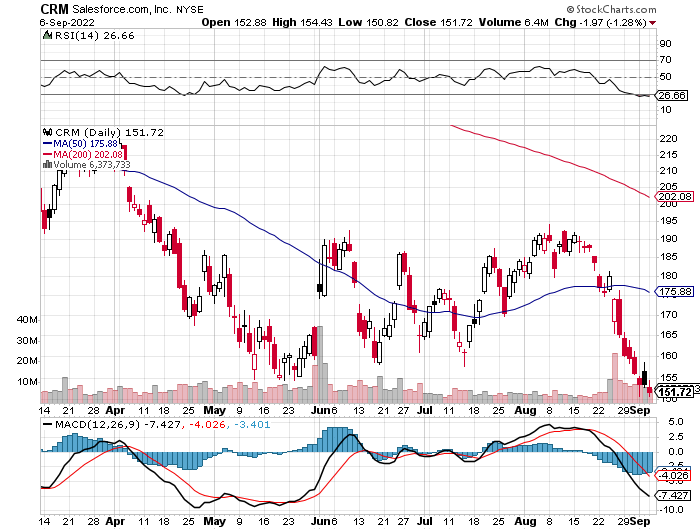 CRM Salesforce.com, Inc. NYSE © StockCharts.com
6-Sep-2022 Open 152.88 High 154.43 Low 150.82 Close 151.72 Volume 6.4M Chg -1.97 (-1.28%)
RSI(14) 26.66
90
70
50
26.66
10
CRM (Daily) 151.72
MA(50) 175.88
MA(200) 202.08
Volume 6,373,733
220
215
210
205
202.08
200
195
190
185
180
175.88
170
165
160
155
151.72
150
40M
30M
20M
10M
14 21 28 Apr 11 18 25 May 9 16 23 Jun 6 13 21 27 Jul 11 18 25 Aug 8 15 22 29 Sep
MACD(12,26,9) -7.427, -4.026, -3.401
5.0
2.5
0.0
-4.026
-7.427
-10.0
14 21 28 Apr 11 18 25 May 9 16 23 Jun 6 13 21 27 Jul 11 18 25 Aug 8 15 22 29 Sep